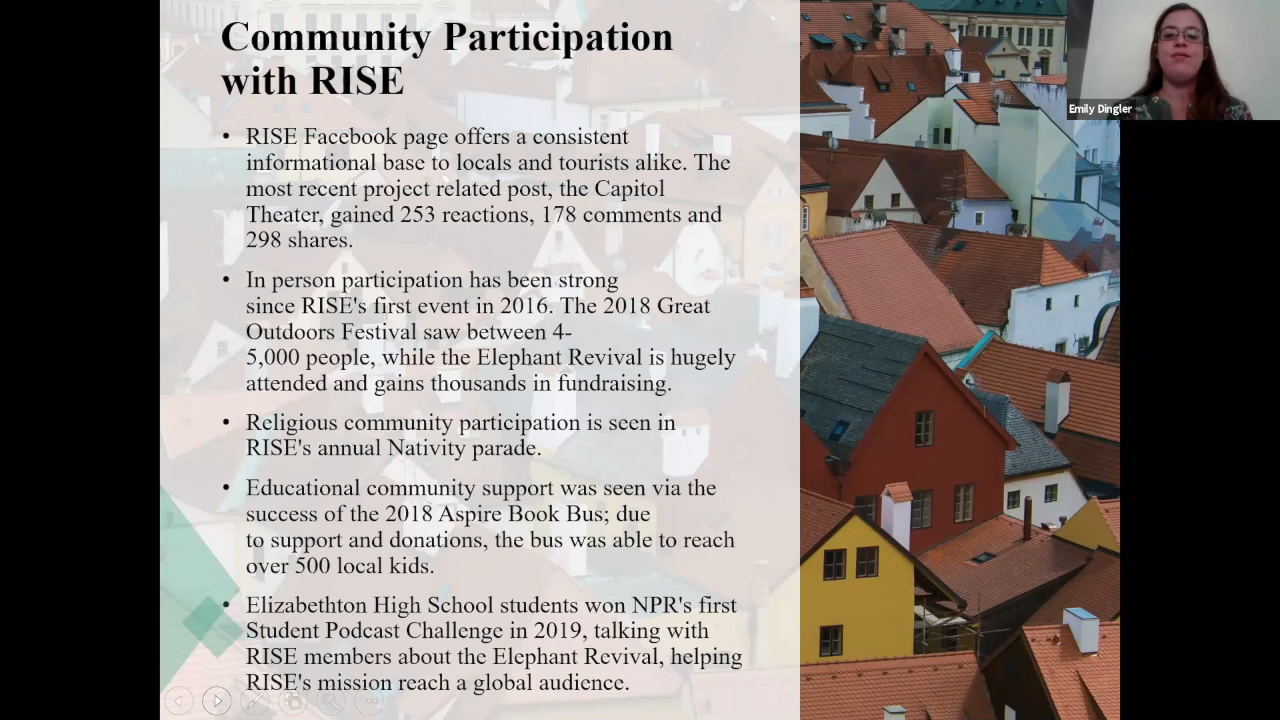 Community Participation
with RISE
• RISE Facebook page offers a consistent
informational base to locals and tourists alike. The
most recent project related post, the Capitol
Theater, gained 253 reactions, 178 comments and
298 shares.
• In person participation has been strong
since RISE's first event in 2016. The 2018 Great
Outdoors Festival saw between 4-
5,000 people, while the Elephant Revival is hugely
attended and gains thousands in fundraising.
• Religious community participation is seen in
RISE's annual Nativity parade.
• Educational community support was seen via the
success of the 2018 Aspire Book Bus; due
to support and donations, the bus was able to reach
over 500 local kids.
• Elizabethton High School students won NPR's first
Student Podcast Challenge in 2019, talking with
RISE members about the Elephant Revival, helping
RISE's mission reach a global audience.
Emily Dingler